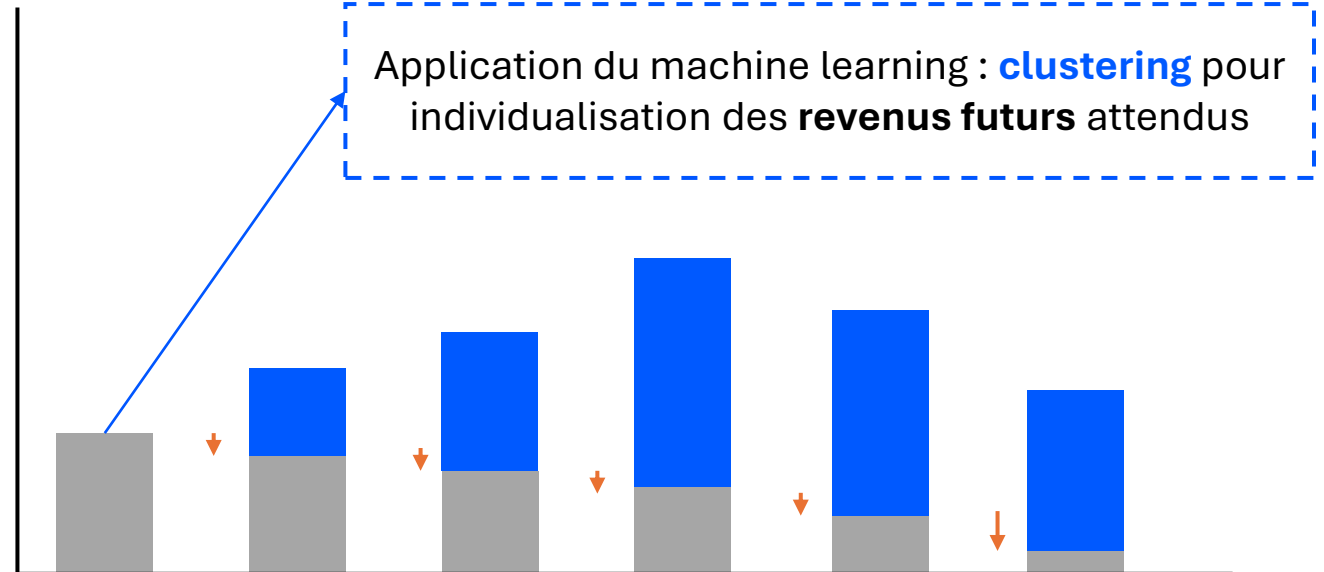 Application du machine learning : clustering pour
individualisation des revenus futurs attendus